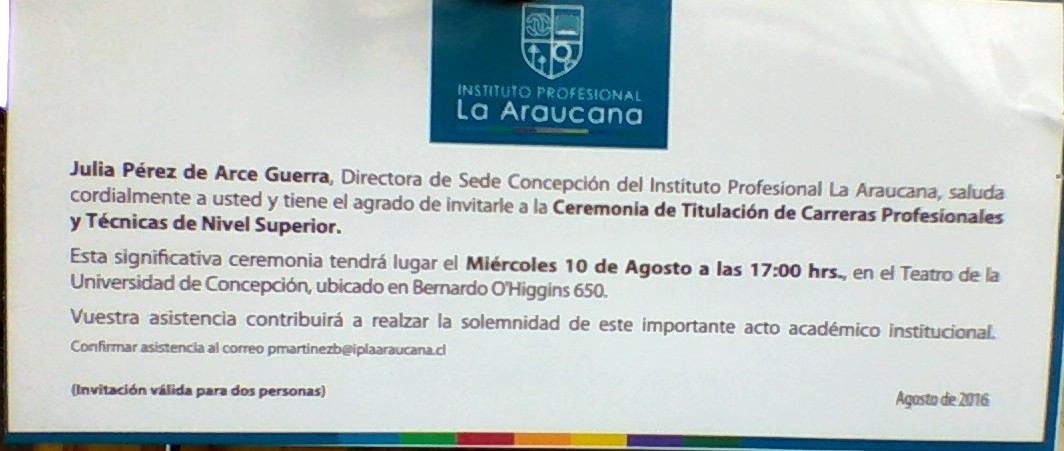 INSTITUTO PROFESIONAL
La Araucana
Julia Pérez de Arce Guerra, Directora de Sede Concepción del Instituto Profesional La Araucana, saluda
cordialmente a usted y tiene el agrado de invitarle a la Ceremonia de Titulación de Carreras Profesionales
y Técnicas de Nivel Superior.
Esta significativa ceremonia tendrá lugar el Miércoles 10 de Agosto a las 17:00 hrs., en el Teatro de la
Universidad de Concepción, ubicado en Bernardo O'Higgins 650.
Vuestra asistencia contribuirá a realzar la solemnidad de este importante acto académico institucional.
Confirmar asistencia al correo pmartinezb@iplaaraucana.cl
(Invitación válida para dos personas)
Agosto de 2016